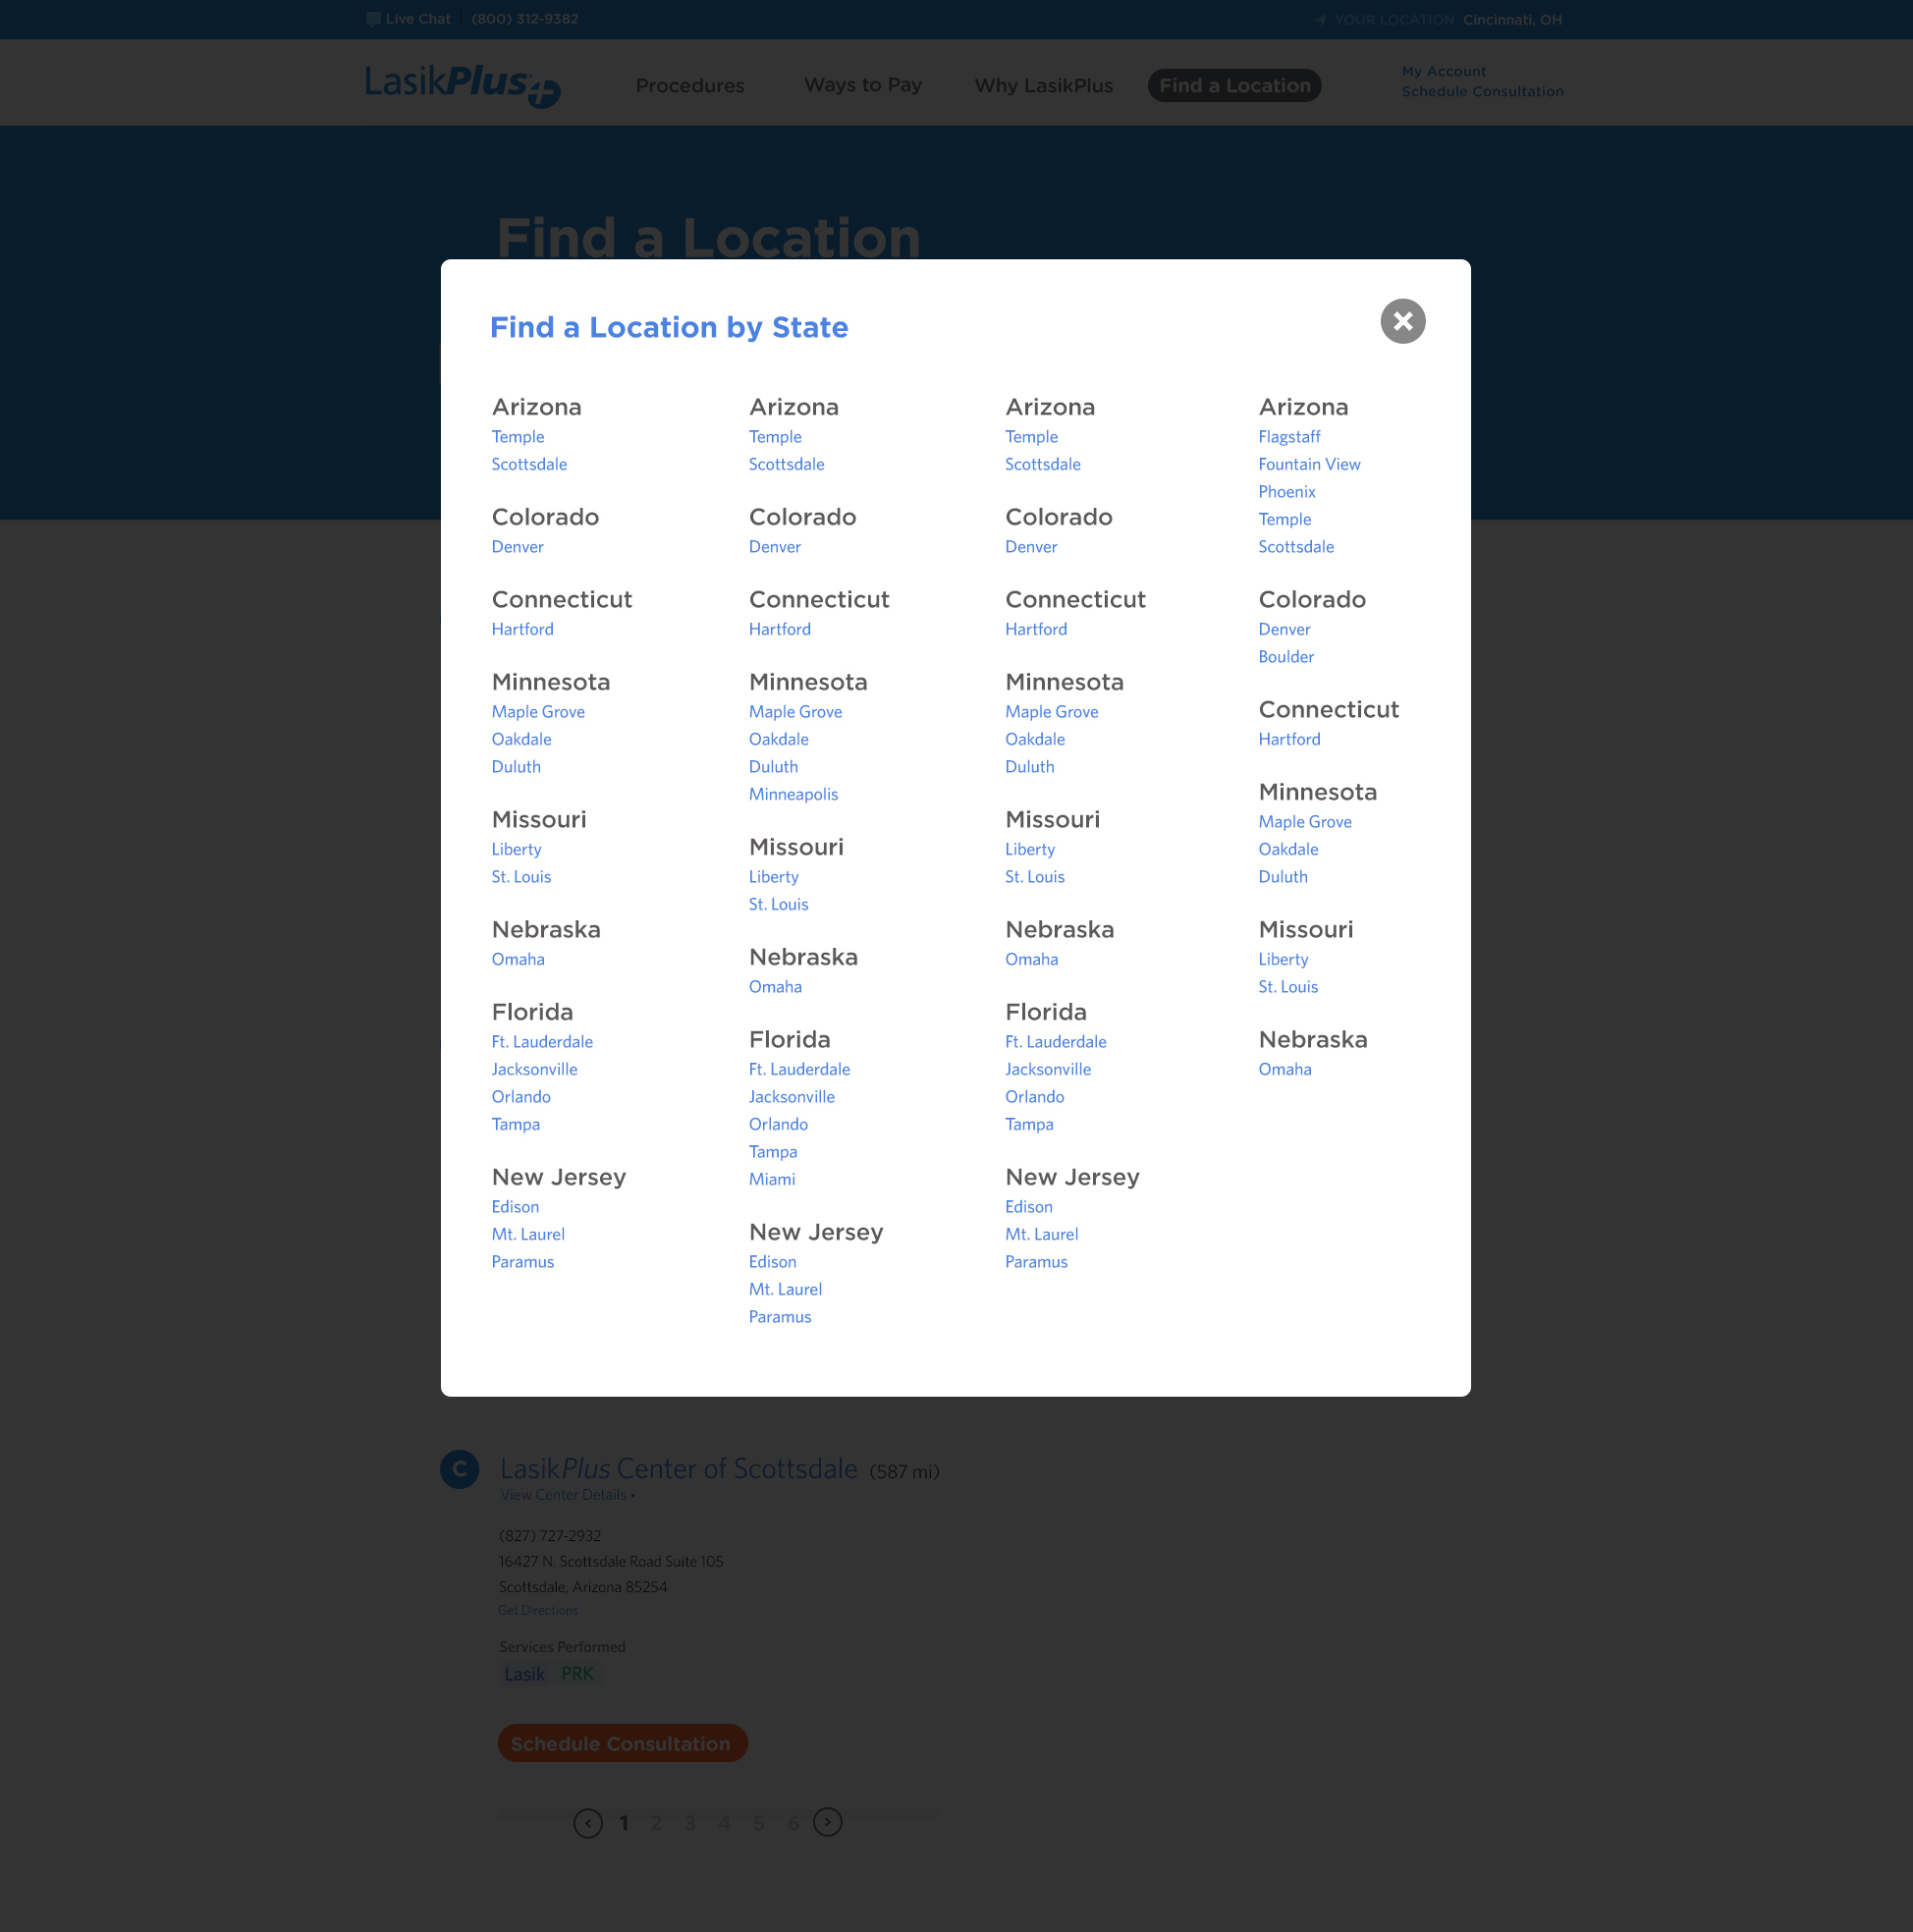 Live Chat | (800) 312-9382
YOUR LOCATION Cincinnati, OH
LasikPlus
Procedures
Ways to Pay
Why LasikPlus
Find a Location
My Account
Schedule Consultation
Find a Location
Find a Location by State
Arizona
Temple
Scottsdale
Colorado
Denver
Connecticut
Hartford
Minnesota
Maple Grove
Oakdale
Duluth
Missouri
Liberty
St. Louis
Nebraska
Omaha
Florida
Ft. Lauderdale
Jacksonville
Orlando
Tampa
New Jersey
Edison
Mt. Laurel
Paramus
Arizona
Temple
Scottsdale
Colorado
Denver
Connecticut
Hartford
Minnesota
Maple Grove
Oakdale
Duluth
Minneapolis
Missouri
Liberty
St. Louis
Nebraska
Omaha
Florida
Ft. Lauderdale
Jacksonville
Orlando
Tampa
Miami
New Jersey
Edison
Mt. Laurel
Paramus
Arizona
Temple
Scottsdale
Colorado
Denver
Connecticut
Hartford
Minnesota
Maple Grove
Oakdale
Duluth
Missouri
Liberty
St. Louis
Nebraska
Omaha
Florida
Ft. Lauderdale
Jacksonville
Orlando
Tampa
New Jersey
Edison
Mt. Laurel
Paramus
Arizona
Flagstaff
Fountain View
Phoenix
Temple
Scottsdale
Colorado
Denver
Boulder
Connecticut
Hartford
Minnesota
Maple Grove
Oakdale
Duluth
Missouri
Liberty
St. Louis
Nebraska
Omaha
C LasikPlus Center of Scottsdale (587 mi)
View Center Details •
(827) 727-2932
16427 N. Scottsdale Road Suite 105
Scottsdale, Arizona 85254
Get Directions
Services Performed
Lasik PRK
Schedule Consultation
< 1 2 3 4 5 6 >